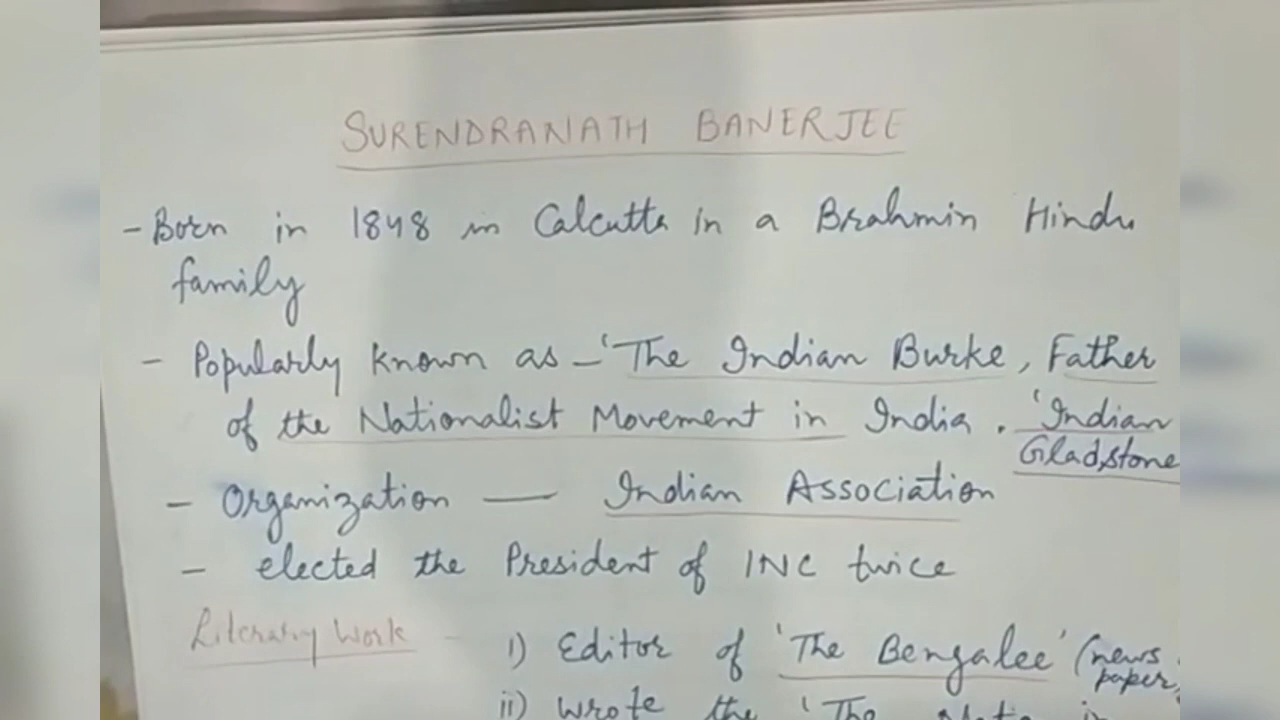 SURENDRANATH BANERJEE
- Born in 1848 in Calcutta in a Brahmin Hindu
family
- Popularly known as - 'The Indian Burke, Father
of the Nationalist Movement in India. 'Indian
Gladstone
- Organization — Indian Association
- elected the President of INC twice
Literary Work - i) Editor of 'The Bengalee' (news
paper,
ii) Wrote the 'The